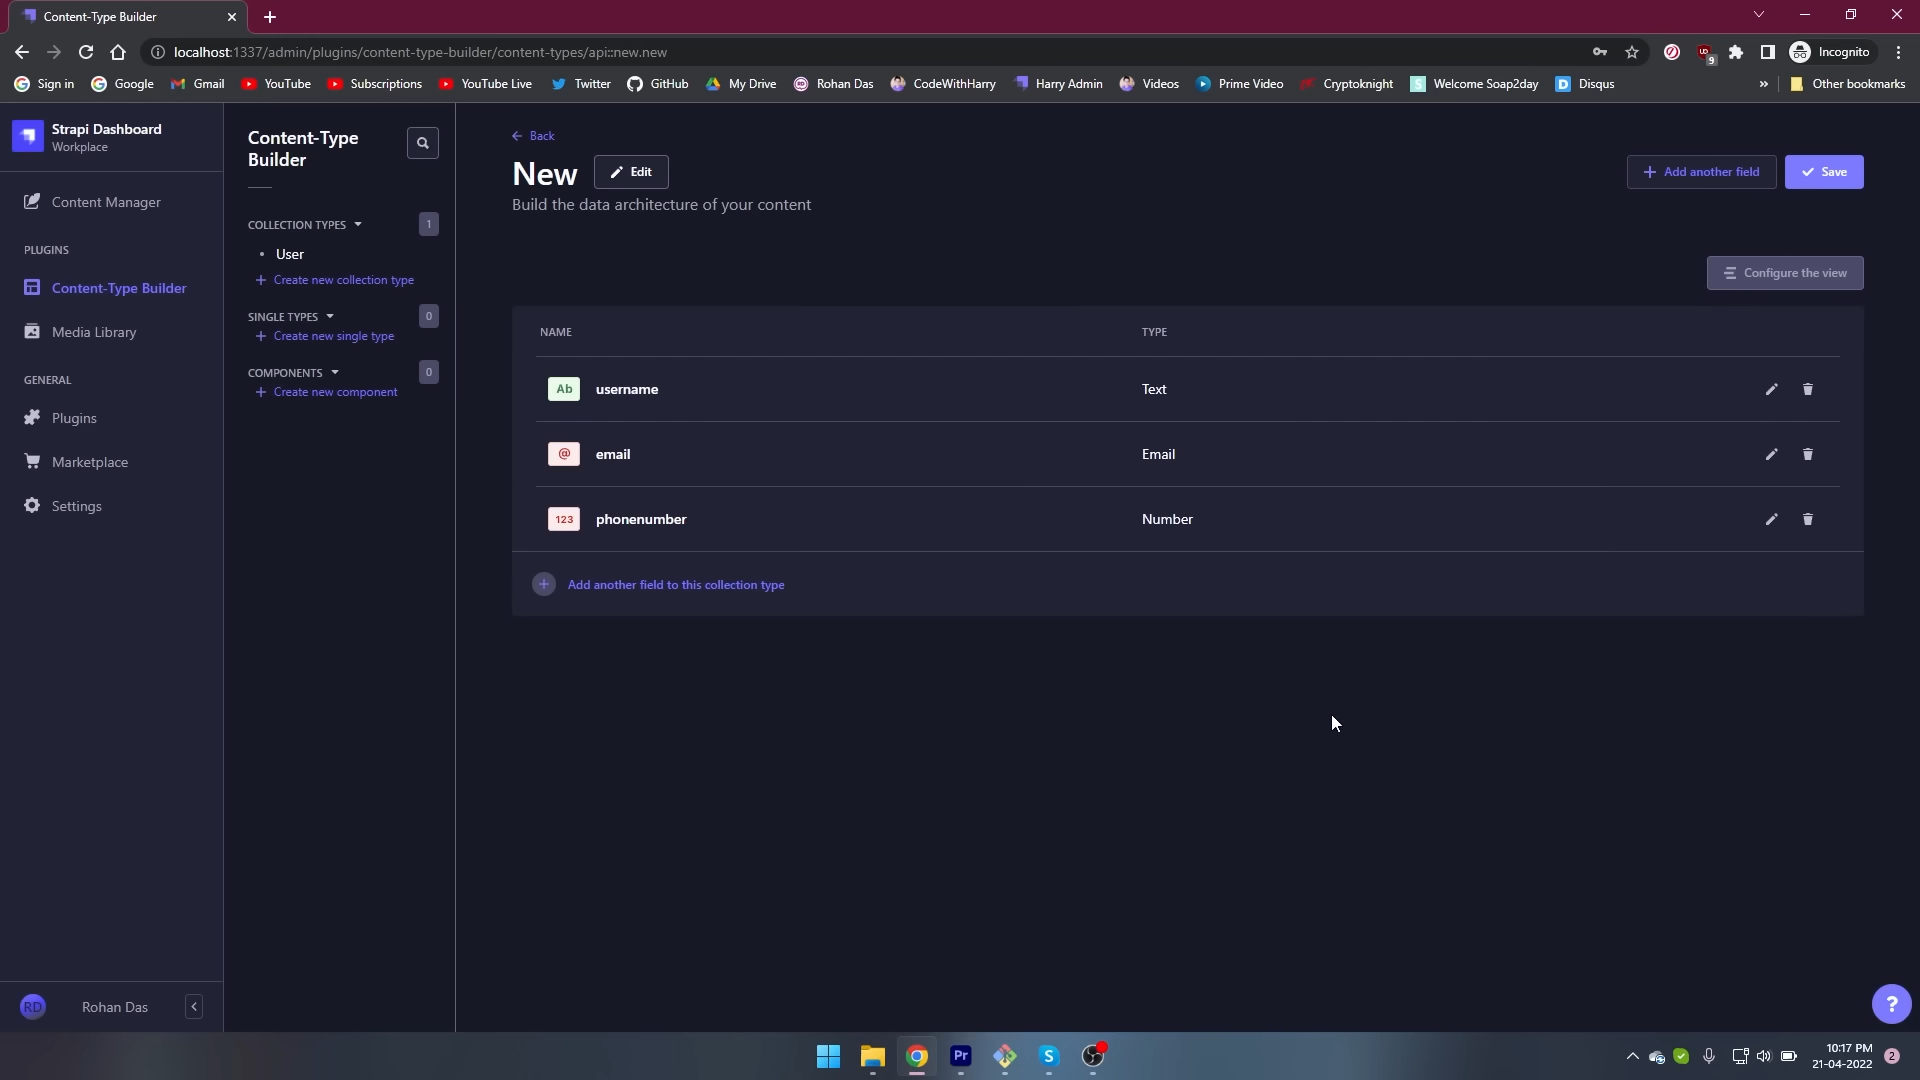 Content-Type Builder
localhost:1337/admin/plugins/content-type-builder/content-types/api::new.new
9
Incognito
Sign in
Google
Gmail
YouTube
Subscriptions
YouTube Live
Twitter
GitHub
My Drive
Rohan Das
CodeWithHarry
Harry Admin
Videos
Prime Video
Cryptoknight
Welcome Soap2day
Disqus
»
Other bookmarks
Strapi Dashboard
Workplace
Content Manager
PLUGINS
Content-Type Builder
Media Library
GENERAL
Plugins
Marketplace
Settings
RD
Rohan Das
Content-Type
Builder
COLLECTION TYPES
1
User
Create new collection type
SINGLE TYPES
0
Create new single type
COMPONENTS
0
Create new component
Back
New
Edit
Build the data architecture of your content
Add another field
Save
Configure the view
NAME
TYPE
Ab
username
Text
@
email
Email
123
phonenumber
Number
Add another field to this collection type
?
Pr
S
10:17 PM
21-04-2022
2